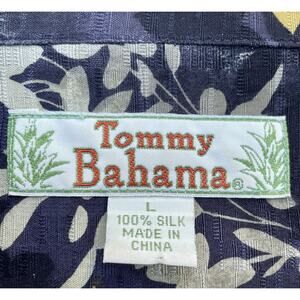 Tommy
Bahama®
L
100% SILK
MADE IN
CHINA